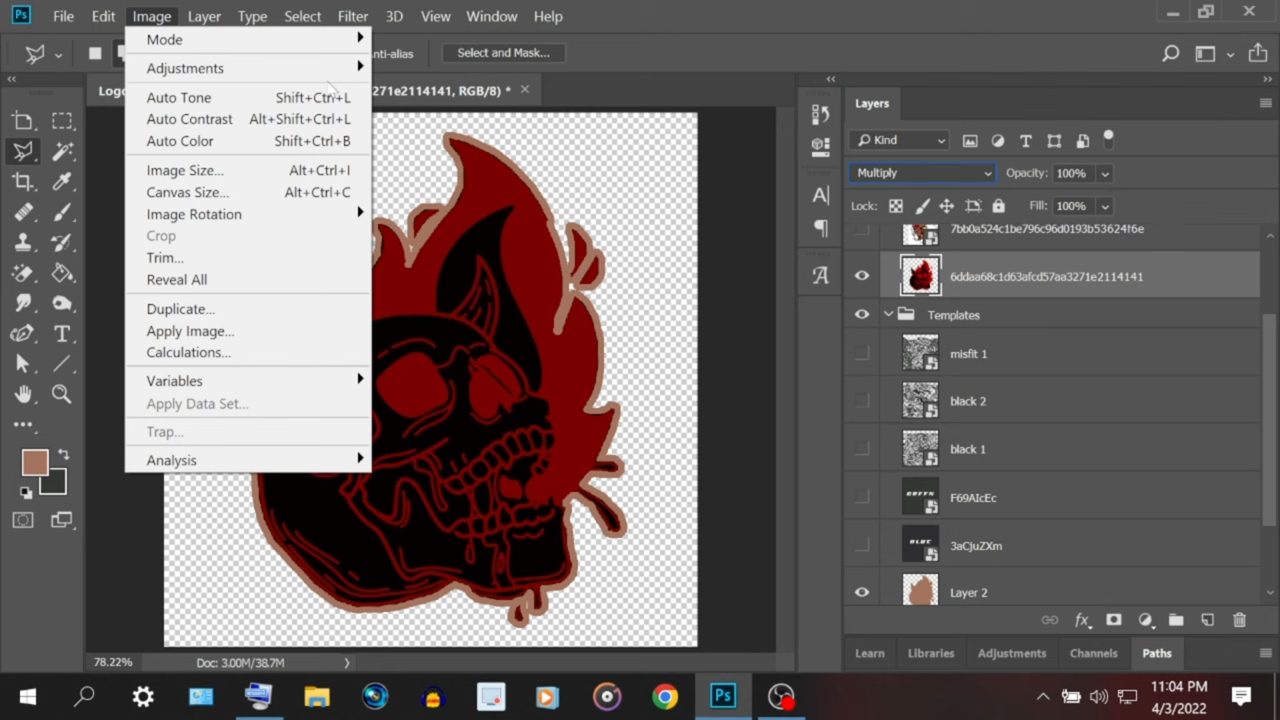 Ps File Edit Image Layer Type Select Filter 3D View Window Help
nti-alias Select and Mask...
Logo 271e2114141, RGB/8) *
Mode
Adjustments
Auto Tone Shift+Ctrl+L
Auto Contrast Alt+Shift+Ctrl+L
Auto Color Shift+Ctrl+B
Image Size... Alt+Ctrl+I
Canvas Size... Alt+Ctrl+C
Image Rotation
Crop
Trim...
Reveal All
Duplicate...
Apply Image...
Calculations...
Variables
Apply Data Set...
Trap...
Analysis
Layers
Kind
Multiply Opacity: 100%
Lock: Fill: 100%
7bb0a524c1be796c96d0193b53624f6e
6ddaa68c1d63afcd57aa3271e2114141
Templates
misfit 1
black 2
black 1
GREEN F69AIcEc
BLUE 3aCjuZXm
Layer 2
Learn Libraries Adjustments Channels Paths
78.22% Doc: 3.00M/38.7M
Ps
11:04 PM
4/3/2022